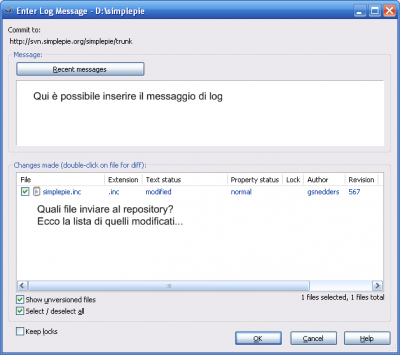 Enter Log Message - D:\simplepie
Commit to:
http://svn.simplepie.org/simplepie/trunk
Message:
Recent messages
Qui è possibile inserire il messaggio di log
Changes made (double-click on file for diff):
File Extension Text status Property status Lock Author Revision
simplepie.inc .inc modified normal gsnedders 567
Quali file inviare al repository?
Ecco la lista di quelli modificati...
Show unversioned files
1 files selected, 1 files total
Select / deselect all
Keep locks
OK Cancel Help